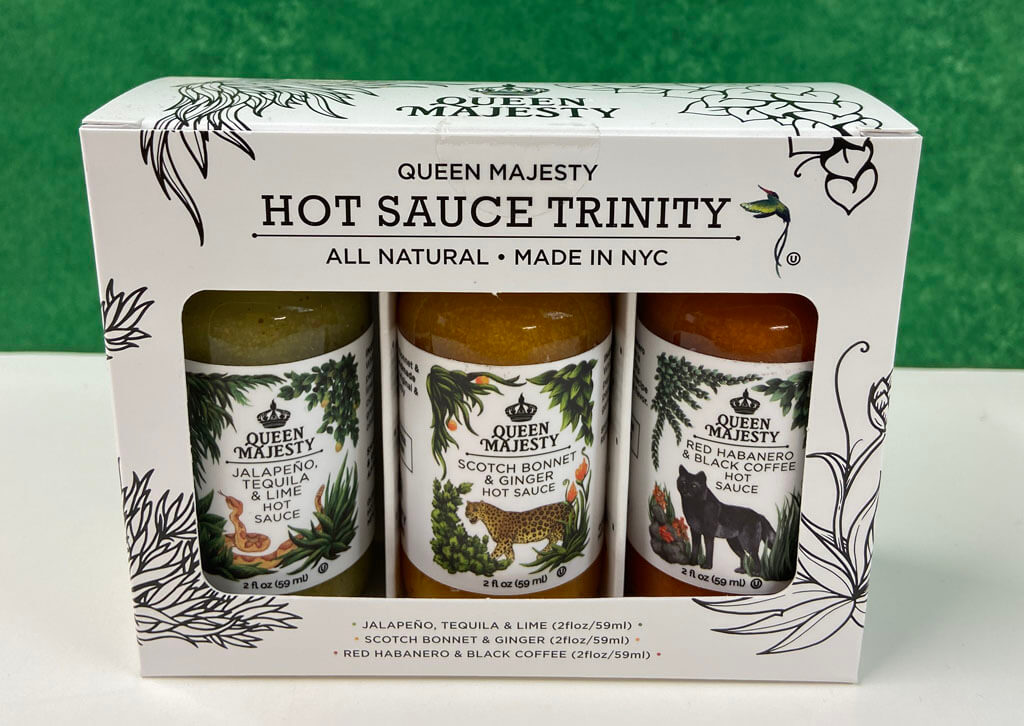 QUEEN
MAJESTY
QUEEN MAJESTY
HOT SAUCE TRINITY
ALL NATURAL • MADE IN NYC
U
QUEEN
MAJESTY
JALAPEÑO,
TEQUILA
& LIME
HOT
SAUCE
2 fl oz (59 ml) U
QUEEN
MAJESTY
SCOTCH BONNET
& GINGER
HOT SAUCE
2 fl oz (59 ml) U
QUEEN
MAJESTY
RED HABANERO
& BLACK COFFEE
HOT
SAUCE
2 fl oz (59 ml) U
• JALAPEÑO, TEQUILA & LIME (2floz/59ml) •
• SCOTCH BONNET & GINGER (2floz/59ml) •
• RED HABANERO & BLACK COFFEE (2floz/59ml) •